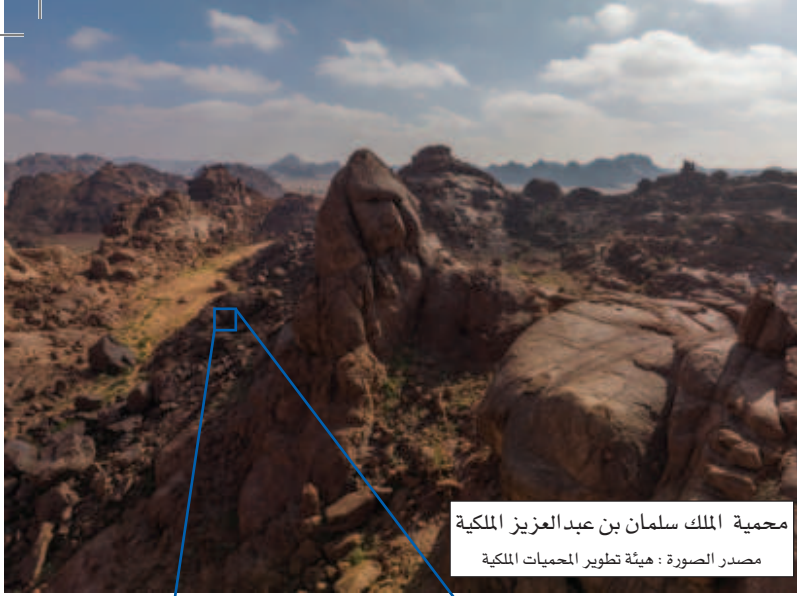 محمية الملك سلمان بن عبدالعزيز الملكية
مصدر الصورة : هيئة تطوير المحميات الملكية